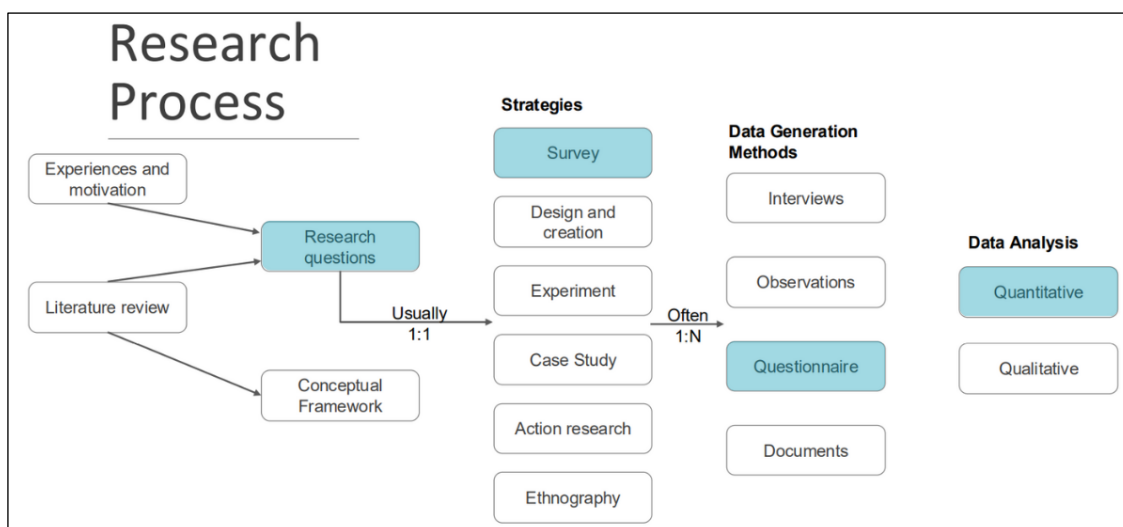 Research
Process
Experiences and
motivation
Literature review
Research
questions
Conceptual
Framework
Usually
1:1
Strategies
Survey
Design and
creation
Experiment
Case Study
Action research
Ethnography
Often
1:N
Data Generation
Methods
Interviews
Observations
Questionnaire
Documents
Data Analysis
Quantitative
Qualitative